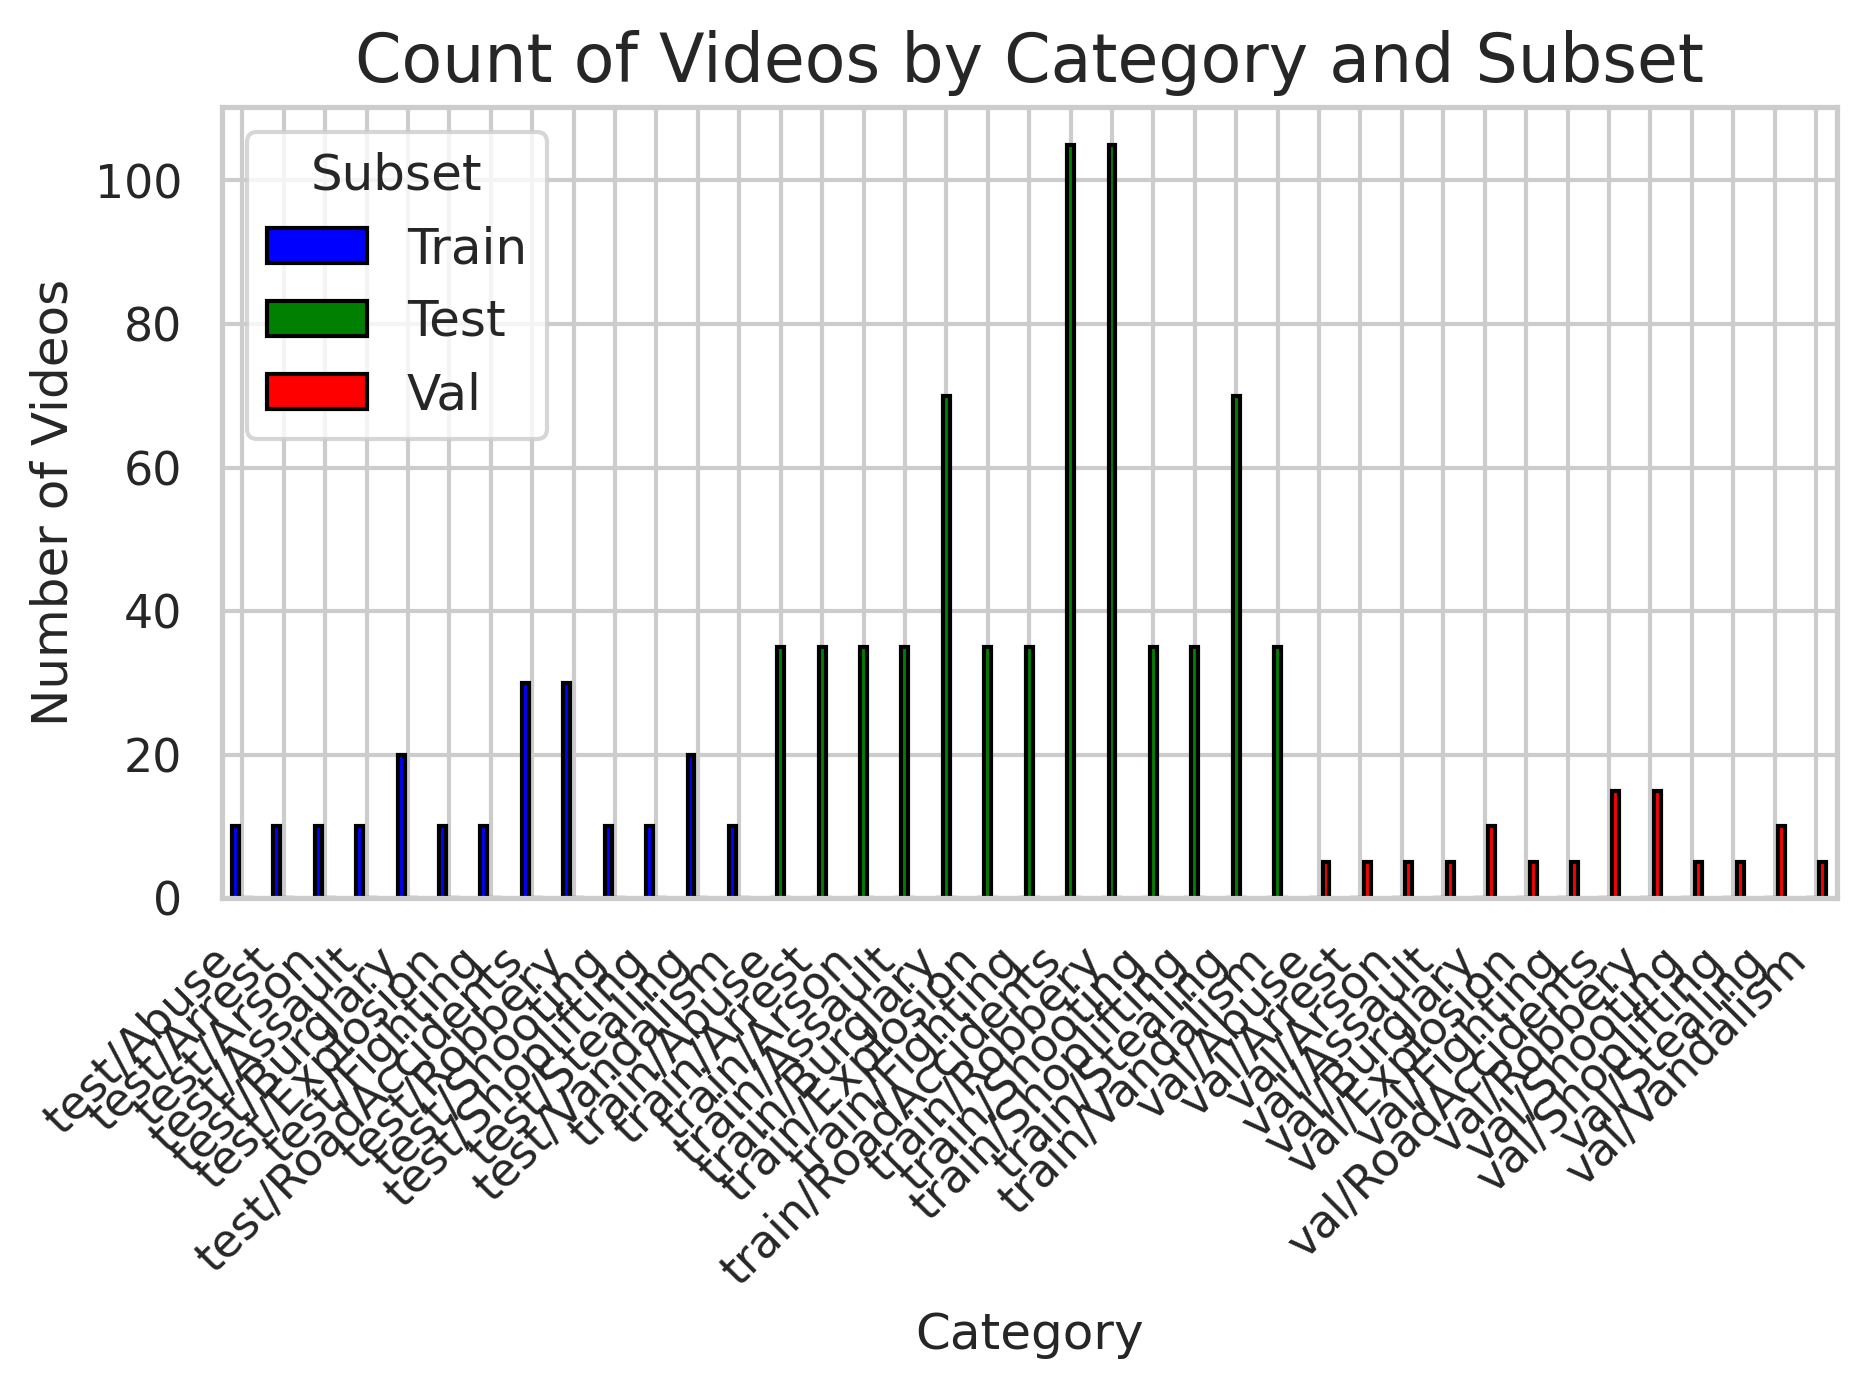 Count of Videos by Category and Subset
Number of Videos
100
80
60
40
20
0
Subset
Train
Test
Val
test/Abuse
test/Arrest
test/Arson
test/Assault
test/Burglary
test/Explosion
test/Fighting
test/RoadAccidents
test/Robbery
test/Shooting
test/Shoplifting
test/Stealing
test/Vandalism
train/Abuse
train/Arrest
train/Arson
train/Assault
train/Burglary
train/Explosion
train/Fighting
train/RoadAccidents
train/Robbery
train/Shooting
train/Shoplifting
train/Stealing
train/Vandalism
val/Abuse
val/Arrest
val/Arson
val/Assault
val/Burglary
val/Explosion
val/Fighting
val/RoadAccidents
val/Robbery
val/Shooting
val/Shoplifting
val/Stealing
val/Vandalism
Category